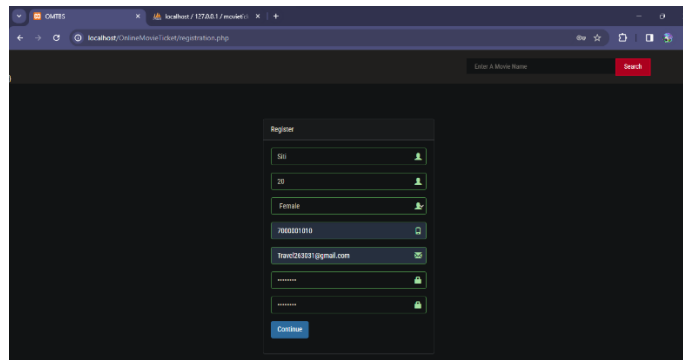 OMTBS
localhost / 127.0.0.1 / movietic
localhost/OnlineMovieTicket/registration.php
Enter A Movie Name
Search
Register
Siti
20
Female
7000001010
Travel263031@gmail.com
••••••••
••••••••
Continue